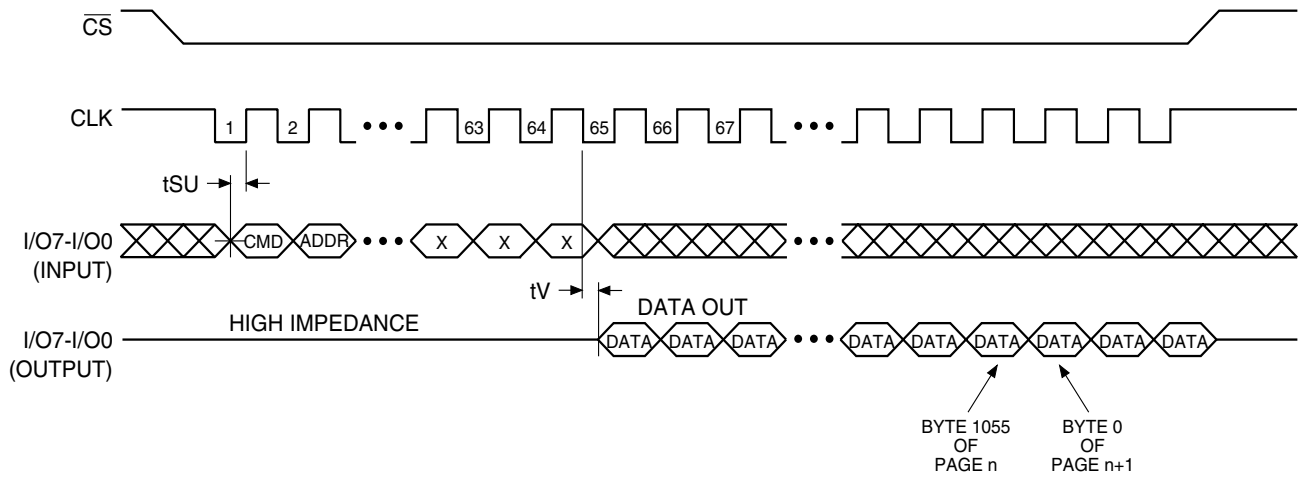 CS
CLK
1 2 ••• 63 64 65 66 67 •••
tSU
I/O7-I/O0
(INPUT)
CMD ADDR ••• X X X •••
tV
DATA OUT
HIGH IMPEDANCE
I/O7-I/O0
(OUTPUT)
DATA DATA DATA ••• DATA DATA DATA DATA DATA DATA
BYTE 1055
OF
PAGE n
BYTE 0
OF
PAGE n+1